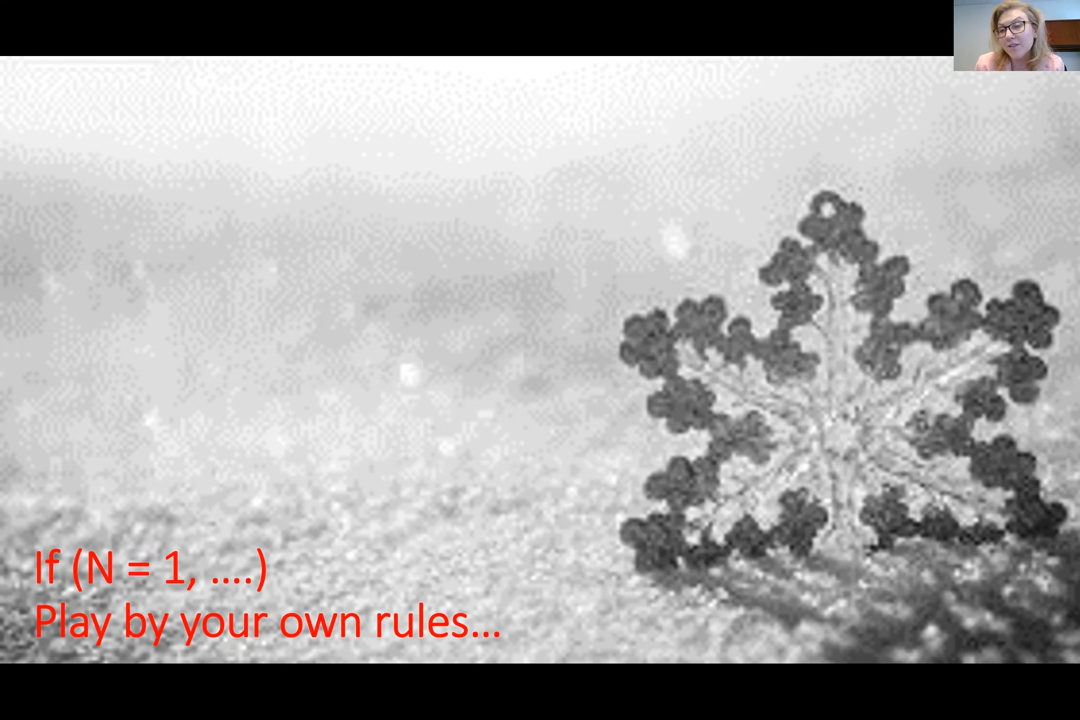 If (N = 1, ....)
Play by your own rules...